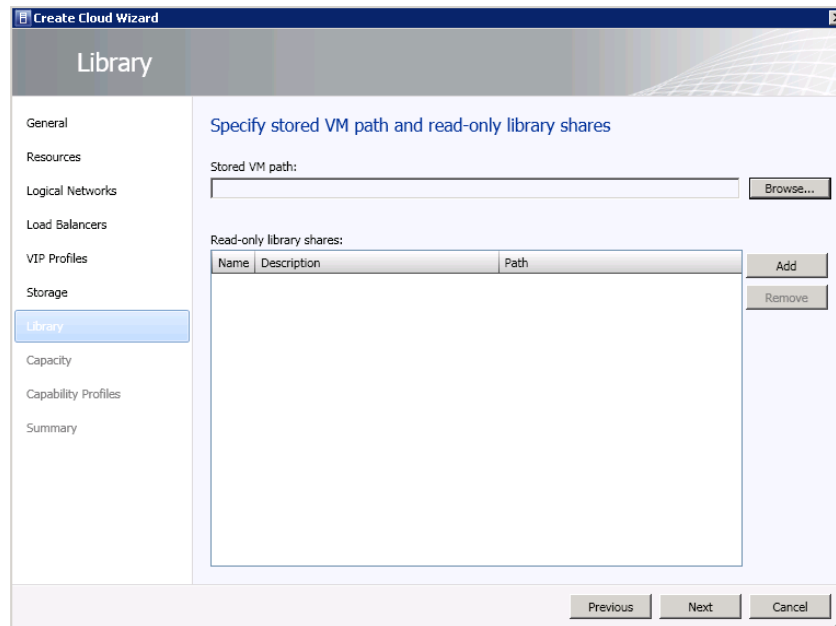 Create Cloud Wizard
Library
General
Resources
Logical Networks
Load Balancers
VIP Profiles
Storage
Library
Capacity
Capability Profiles
Summary
Specify stored VM path and read-only library shares
Stored VM path:
Browse...
Read-only library shares:
Name Description Path
Add
Remove
Previous Next Cancel